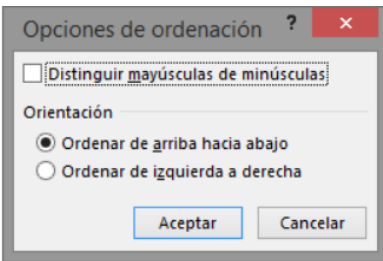 Opciones de ordenación ? ×
Distinguir mayúsculas de minúsculas
Orientación
Ordenar de arriba hacia abajo
Ordenar de izquierda a derecha
Aceptar Cancelar